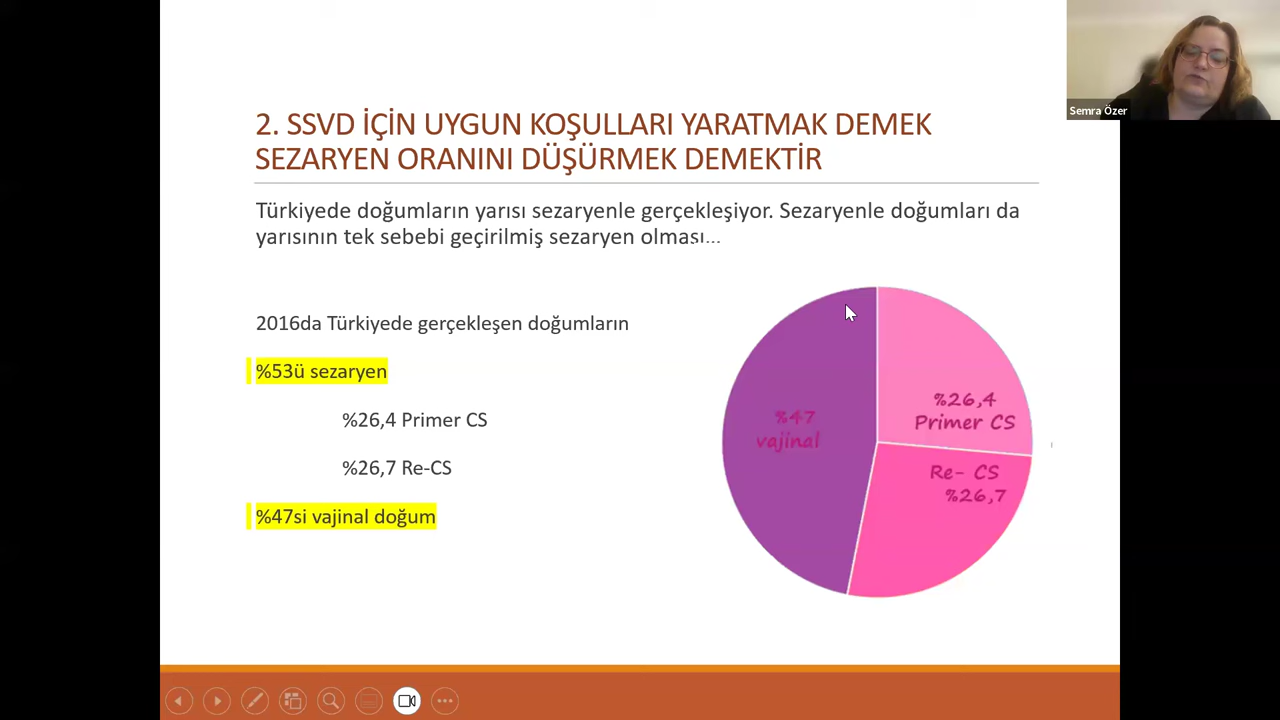 Semra Özer
2. SSVD İÇİN UYGUN KOŞULLARI YARATMAK DEMEK
SEZARYEN ORANINI DÜŞÜRMEK DEMEKTİR
Türkiyede doğumların yarısı sezaryenle gerçekleşiyor. Sezaryenle doğumları da
yarısının tek sebebi geçirilmiş sezaryen olması...
2016da Türkiyede gerçekleşen doğumların
%53ü sezaryen
%26,4 Primer CS
%26,7 Re-CS
%47si vajinal doğum
%47
vajinal
%26,4
Primer CS
Re- CS
%26,7